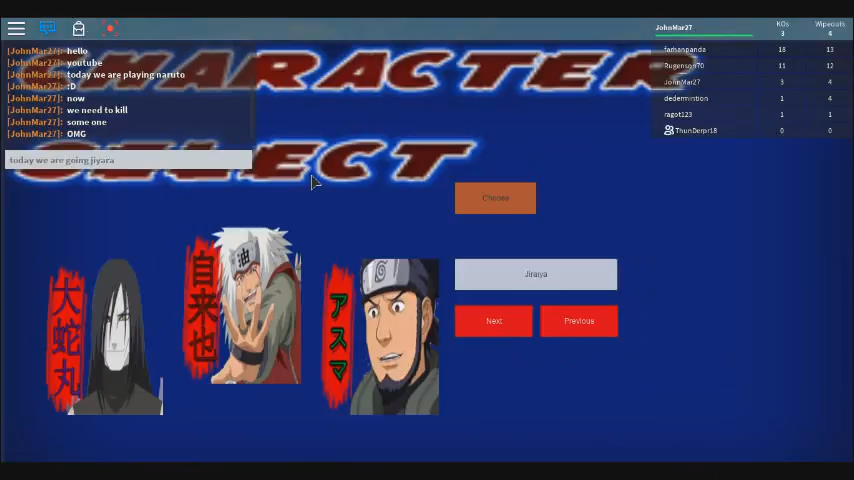 CHARACTER
SELECT
[JohnMar27]: hello
[JohnMar27]: youtube
[JohnMar27]: today we are playing naruto
[JohnMar27]: :D
[JohnMar27]: now
[JohnMar27]: we need to kill
[JohnMar27]: some one
[JohnMar27]: OMG
today we are going jiyara
JohnMar27 KOs Wipeouts
3 4
farhanpanda 18 13
Rugenson70 11 12
JohnMar27 3 4
dedermintion 1 4
ragot123 1 1
ThunDerpr18 0 0
Choose
Jiraiya
Next Previous
大蛇丸
自来也
油
アスマ